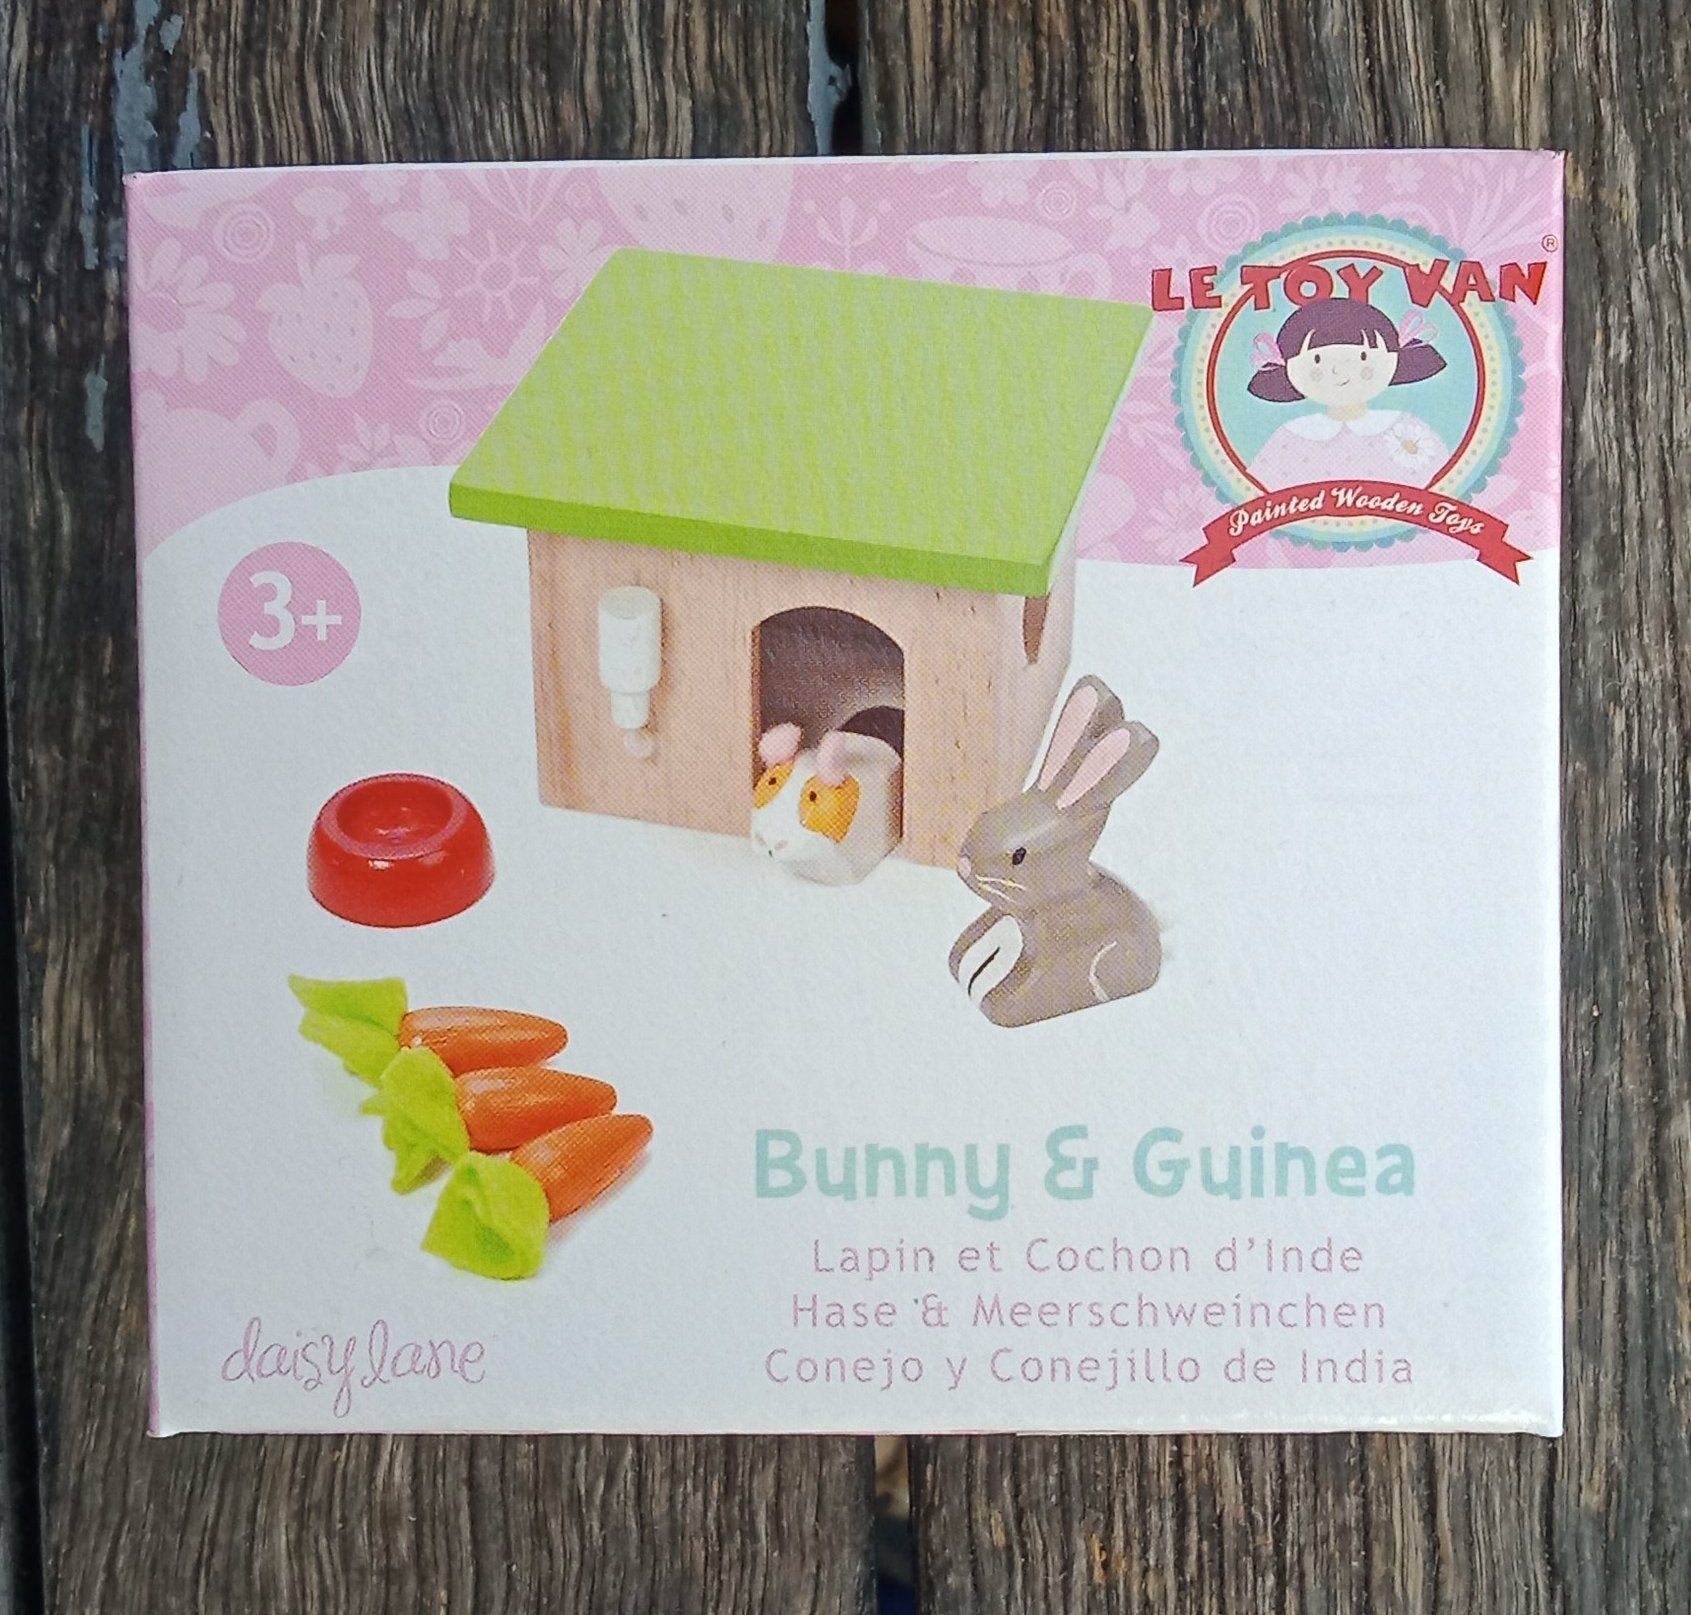 LE TOY VAN®
Painted Wooden Toys
3+
Bunny & Guinea
Lapin et Cochon d'Inde
Hase & Meerschweinchen
Conejo y Conejillo de India
daisylane